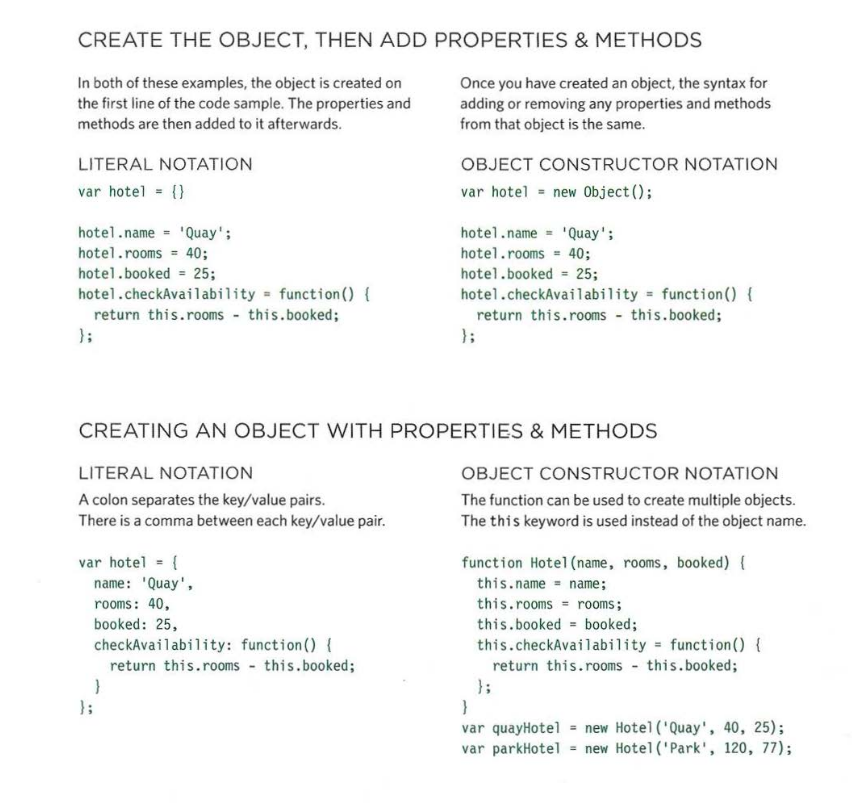 CREATE THE OBJECT, THEN ADD PROPERTIES & METHODS
In both of these examples, the object is created on
the first line of the code sample. The properties and
methods are then added to it afterwards.
LITERAL NOTATION
var hotel = {}
hotel.name = 'Quay';
hotel.rooms = 40;
hotel.booked = 25;
hotel.checkAvailability = function() {
  return this.rooms - this.booked;
};
Once you have created an object, the syntax for
adding or removing any properties and methods
from that object is the same.
OBJECT CONSTRUCTOR NOTATION
var hotel = new Object();
hotel.name = 'Quay';
hotel.rooms = 40;
hotel.booked = 25;
hotel.checkAvailability = function() {
  return this.rooms - this.booked;
};
CREATING AN OBJECT WITH PROPERTIES & METHODS
LITERAL NOTATION
A colon separates the key/value pairs.
There is a comma between each key/value pair.
var hotel = {
  name: 'Quay',
  rooms: 40,
  booked: 25,
  checkAvailability: function() {
    return this.rooms - this.booked;
  }
};
OBJECT CONSTRUCTOR NOTATION
The function can be used to create multiple objects.
The this keyword is used instead of the object name.
function Hotel(name, rooms, booked) {
  this.name = name;
  this.rooms = rooms;
  this.booked = booked;
  this.checkAvailability = function() {
    return this.rooms - this.booked;
  };
}
var quayHotel = new Hotel('Quay', 40, 25);
var parkHotel = new Hotel('Park', 120, 77);